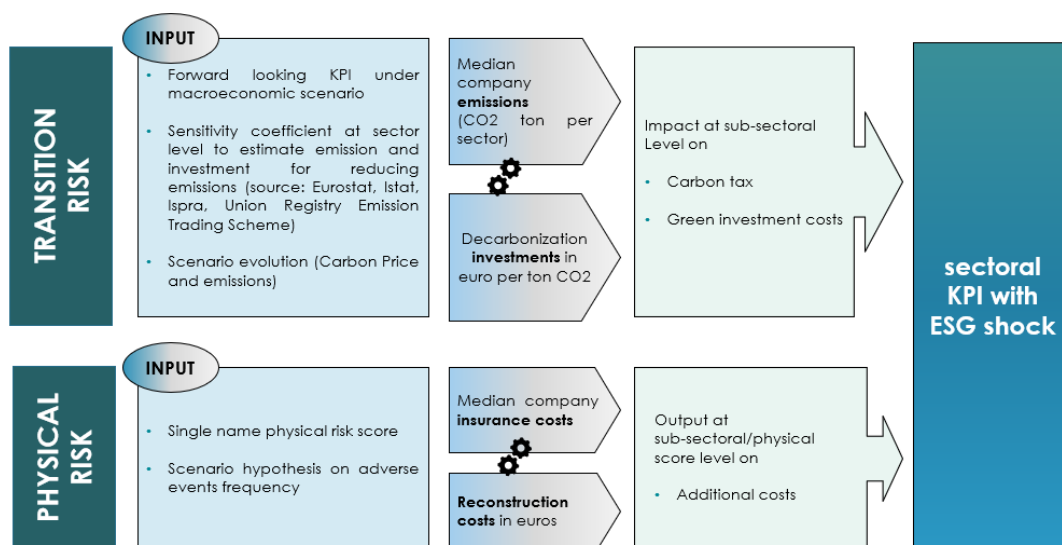 TRANSITION
RISK
INPUT
• Forward looking KPI under
macroeconomic scenario
• Sensitivity coefficient at sector
level to estimate emission and
investment for reducing
emissions (source: Eurostat, Istat,
Ispra, Union Registry Emission
Trading Scheme)
• Scenario evolution (Carbon Price
and emissions)
Median
company
emissions
(CO2 ton per
sector)
Decarbonization
investments in
euro per ton CO2
Impact at sub-sectoral
Level on
• Carbon tax
• Green investment costs
PHYSICAL
RISK
INPUT
• Single name physical risk score
• Scenario hypothesis on adverse
events frequency
Median company
insurance costs
Reconstruction
costs in euros
Output at
sub-sectoral/physical
score level on
• Additional costs
sectoral
KPI with
ESG shock